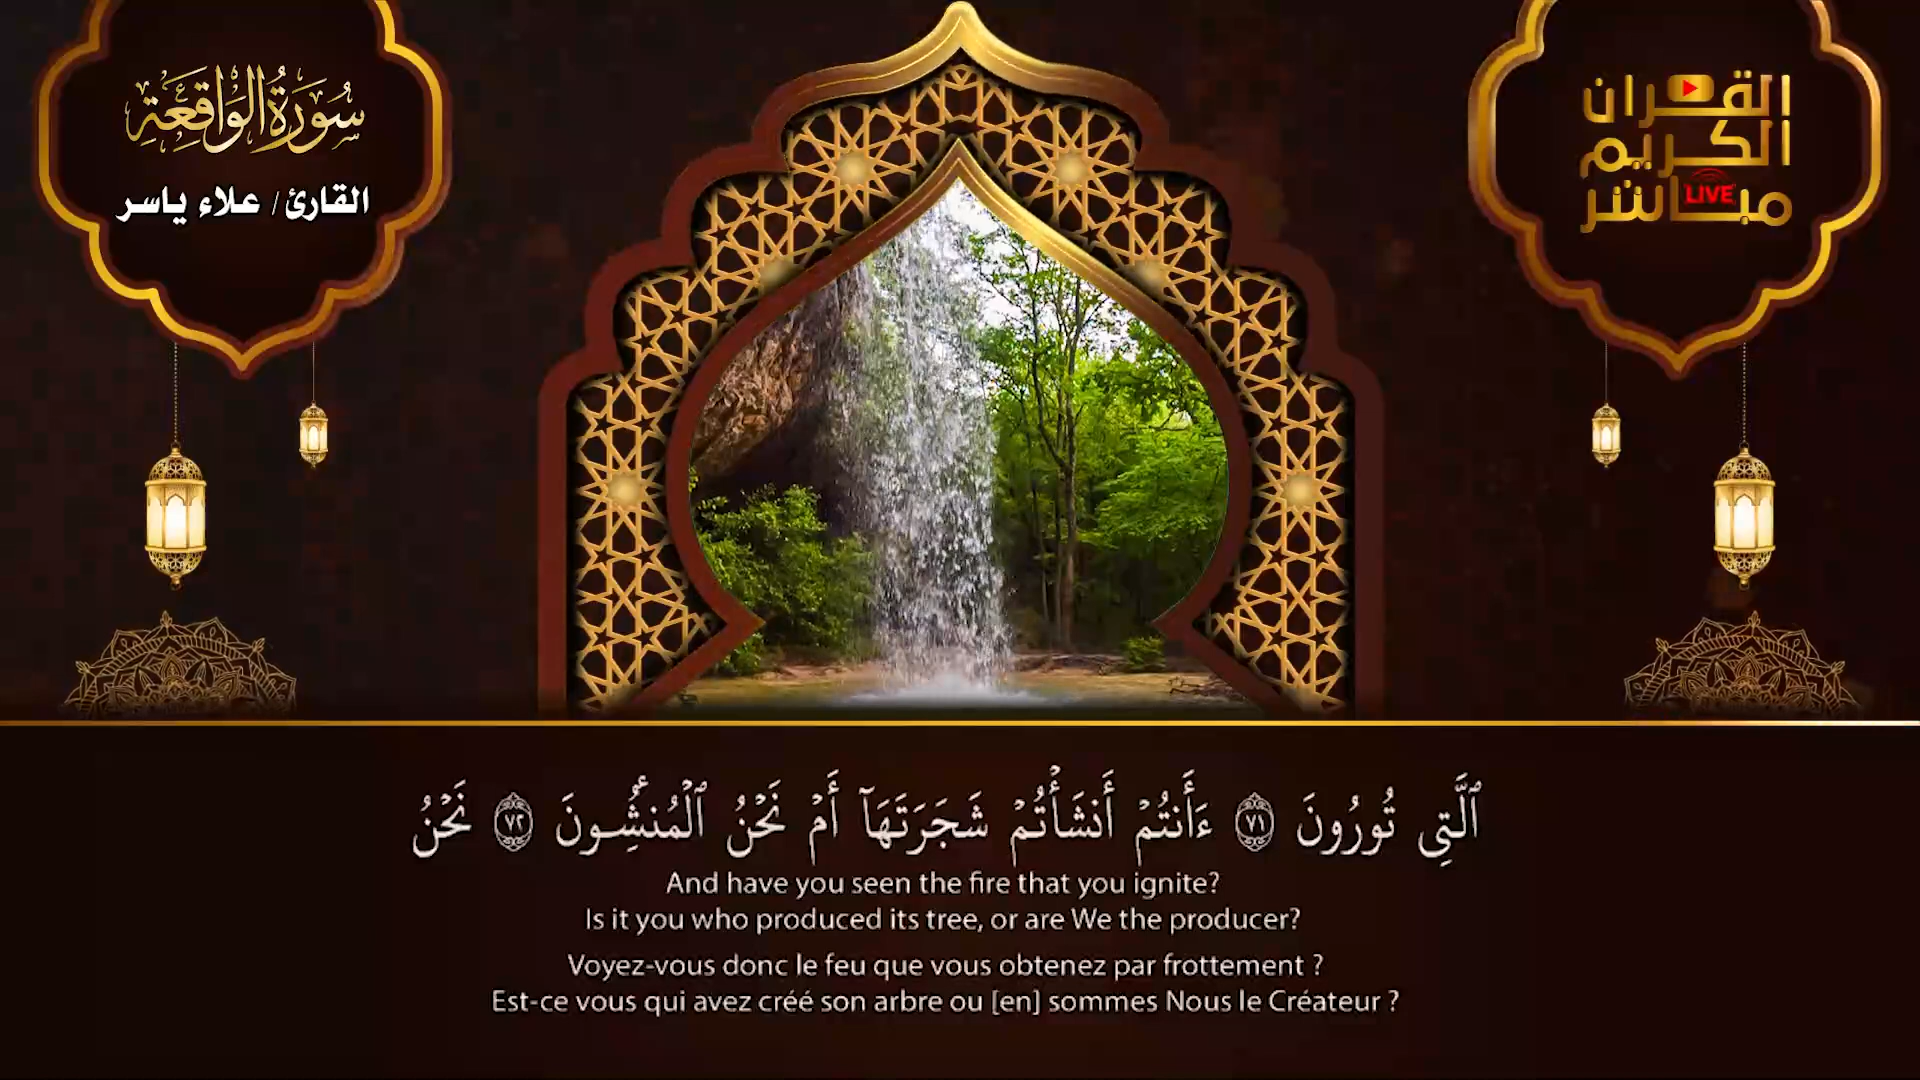 سُورَةُ الْوَاقِعَةِ
القارئ / علاء ياسر
القرآن
الكريم
مباشر
LIVE
ٱلَّتِى تُورُونَ ٧١ ءَأَنتُمْ أَنشَأْتُمْ شَجَرَتَهَآ أَمْ نَحْنُ ٱلْمُنشِـُٔونَ ٧٢ نَحْنُ
And have you seen the fire that you ignite?
Is it you who produced its tree, or are We the producer?
Voyez-vous donc le feu que vous obtenez par frottement ?
Est-ce vous qui avez créé son arbre ou [en] sommes Nous le Créateur ?